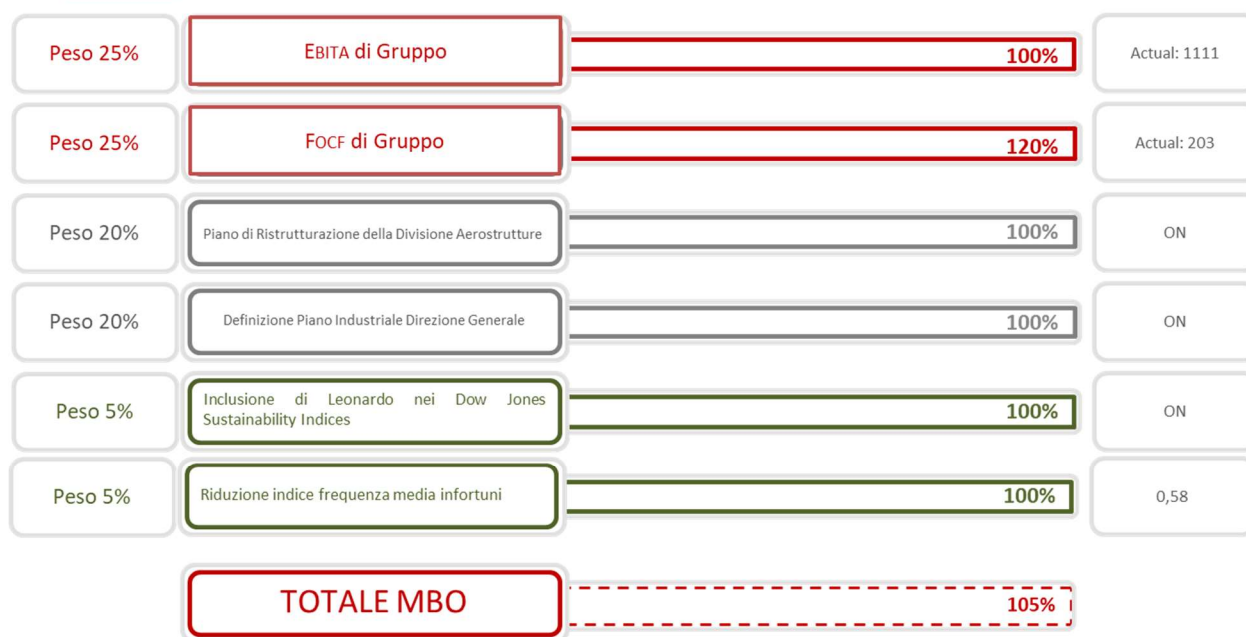 Peso 25%
EBITA di Gruppo
100%
Actual: 1111
Peso 25%
FOCF di Gruppo
120%
Actual: 203
Peso 20%
Piano di Ristrutturazione della Divisione Aerostrutture
100%
ON
Peso 20%
Definizione Piano Industriale Direzione Generale
100%
ON
Peso 5%
Inclusione di Leonardo nei Dow Jones
Sustainability Indices
100%
ON
Peso 5%
Riduzione indice frequenza media infortuni
100%
0,58
TOTALE MBO
105%